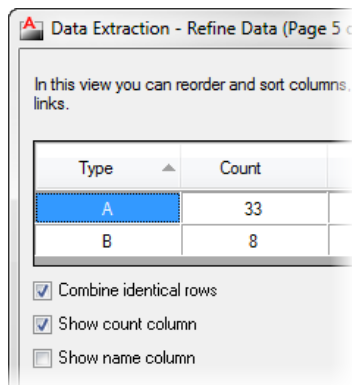 Data Extraction - Refine Data (Page 5
In this view you can reorder and sort columns,
links.
Type Count
A 33
B 8
Combine identical rows
Show count column
Show name column